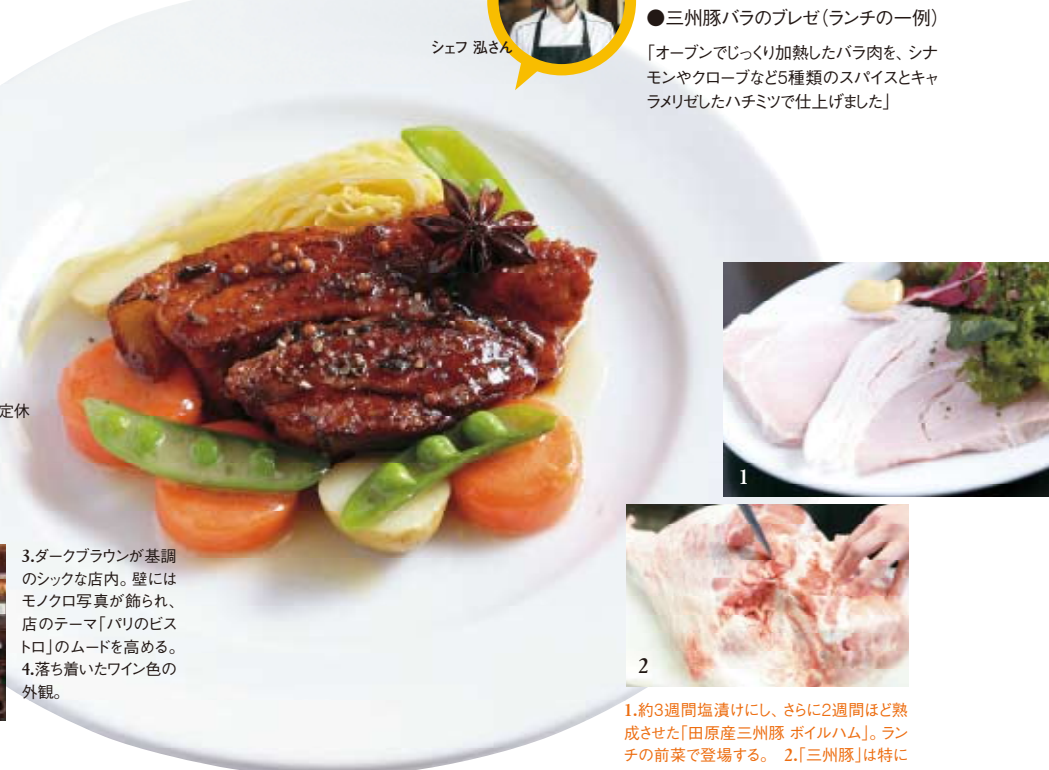 ●三州豚バラのブレゼ(ランチの一例)
「オーブンでじっくり加熱したバラ肉を、シナ
モンやクローブなど5種類のスパイスとキャ
ラメリゼしたハチミツで仕上げました」
シェフ 泓さん
定休
1
2
3.ダークブラウンが基調
のシックな店内。壁には
モノクロ写真が飾られ、
店のテーマ「パリのビス
トロ」のムードを高める。
4.落ち着いたワイン色の
外観。
1.約3週間塩漬けにし、さらに2週間ほど熟
成させた「田原産三州豚 ボイルハム」。ラン
チの前菜で登場する。 2.「三州豚」は特に